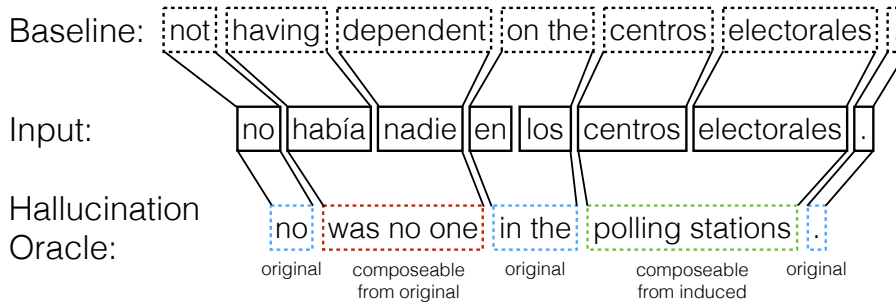 Baseline: not having dependent on the centros electorales .
Input: no había nadie en los centros electorales .
Hallucination Oracle: no was no one in the polling stations .
original composeable from original original composeable from induced original